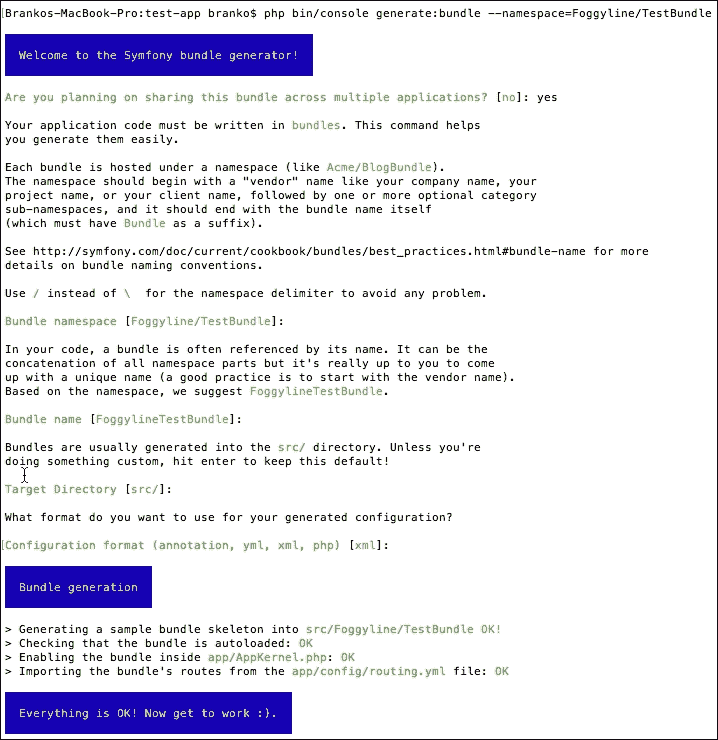 [Brankos-MacBook-Pro:test-app branko$ php bin/console generate:bundle --namespace=Foggyline/TestBundle
Welcome to the Symfony bundle generator!
Are you planning on sharing this bundle across multiple applications? [no]: yes
Your application code must be written in bundles. This command helps
you generate them easily.
Each bundle is hosted under a namespace (like Acme/BlogBundle).
The namespace should begin with a "vendor" name like your company name, your
project name, or your client name, followed by one or more optional category
sub-namespaces, and it should end with the bundle name itself
(which must have Bundle as a suffix).
See http://symfony.com/doc/current/cookbook/bundles/best_practices.html#bundle-name for more
details on bundle naming conventions.
Use / instead of \  for the namespace delimiter to avoid any problem.
Bundle namespace [Foggyline/TestBundle]:
In your code, a bundle is often referenced by its name. It can be the
concatenation of all namespace parts but it's really up to you to come
up with a unique name (a good practice is to start with the vendor name).
Based on the namespace, we suggest FoggylineTestBundle.
Bundle name [FoggylineTestBundle]:
Bundles are usually generated into the src/ directory. Unless you're
doing something custom, hit enter to keep this default!
Target Directory [src/]:
What format do you want to use for your generated configuration?
[Configuration format (annotation, yml, xml, php) [xml]:
Bundle generation
> Generating a sample bundle skeleton into src/Foggyline/TestBundle OK!
> Checking that the bundle is autoloaded: OK
> Enabling the bundle inside app/AppKernel.php: OK
> Importing the bundle's routes from the app/config/routing.yml file: OK
Everything is OK! Now get to work :).